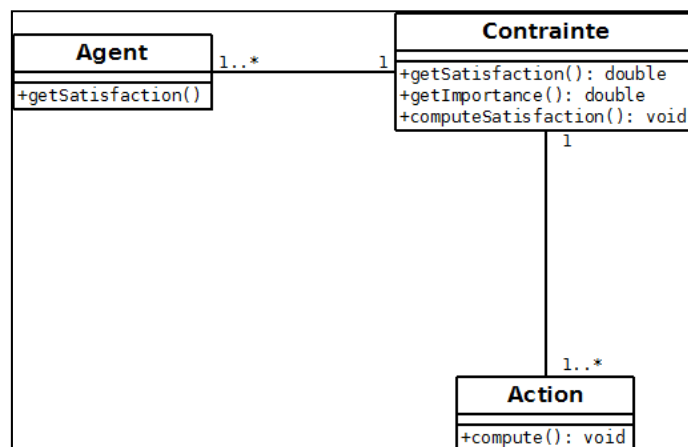 Agent
+getSatisfaction()
1..*
1
Contrainte
+getSatisfaction(): double
+getImportance(): double
+computeSatisfaction(): void
1
1..*
Action
+compute(): void